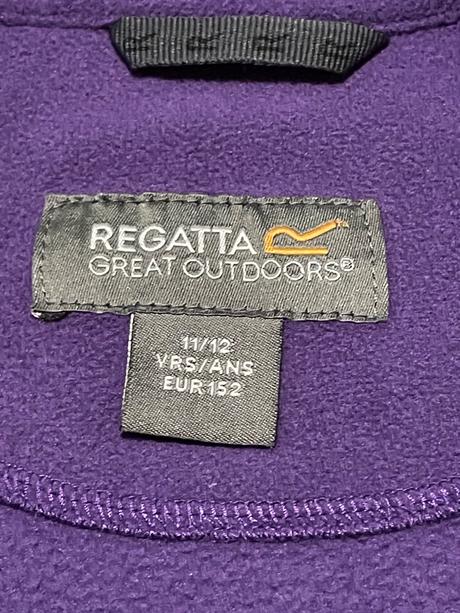 REGATTA
GREAT OUTDOORS®
11/12
YRS/ANS
EUR 152